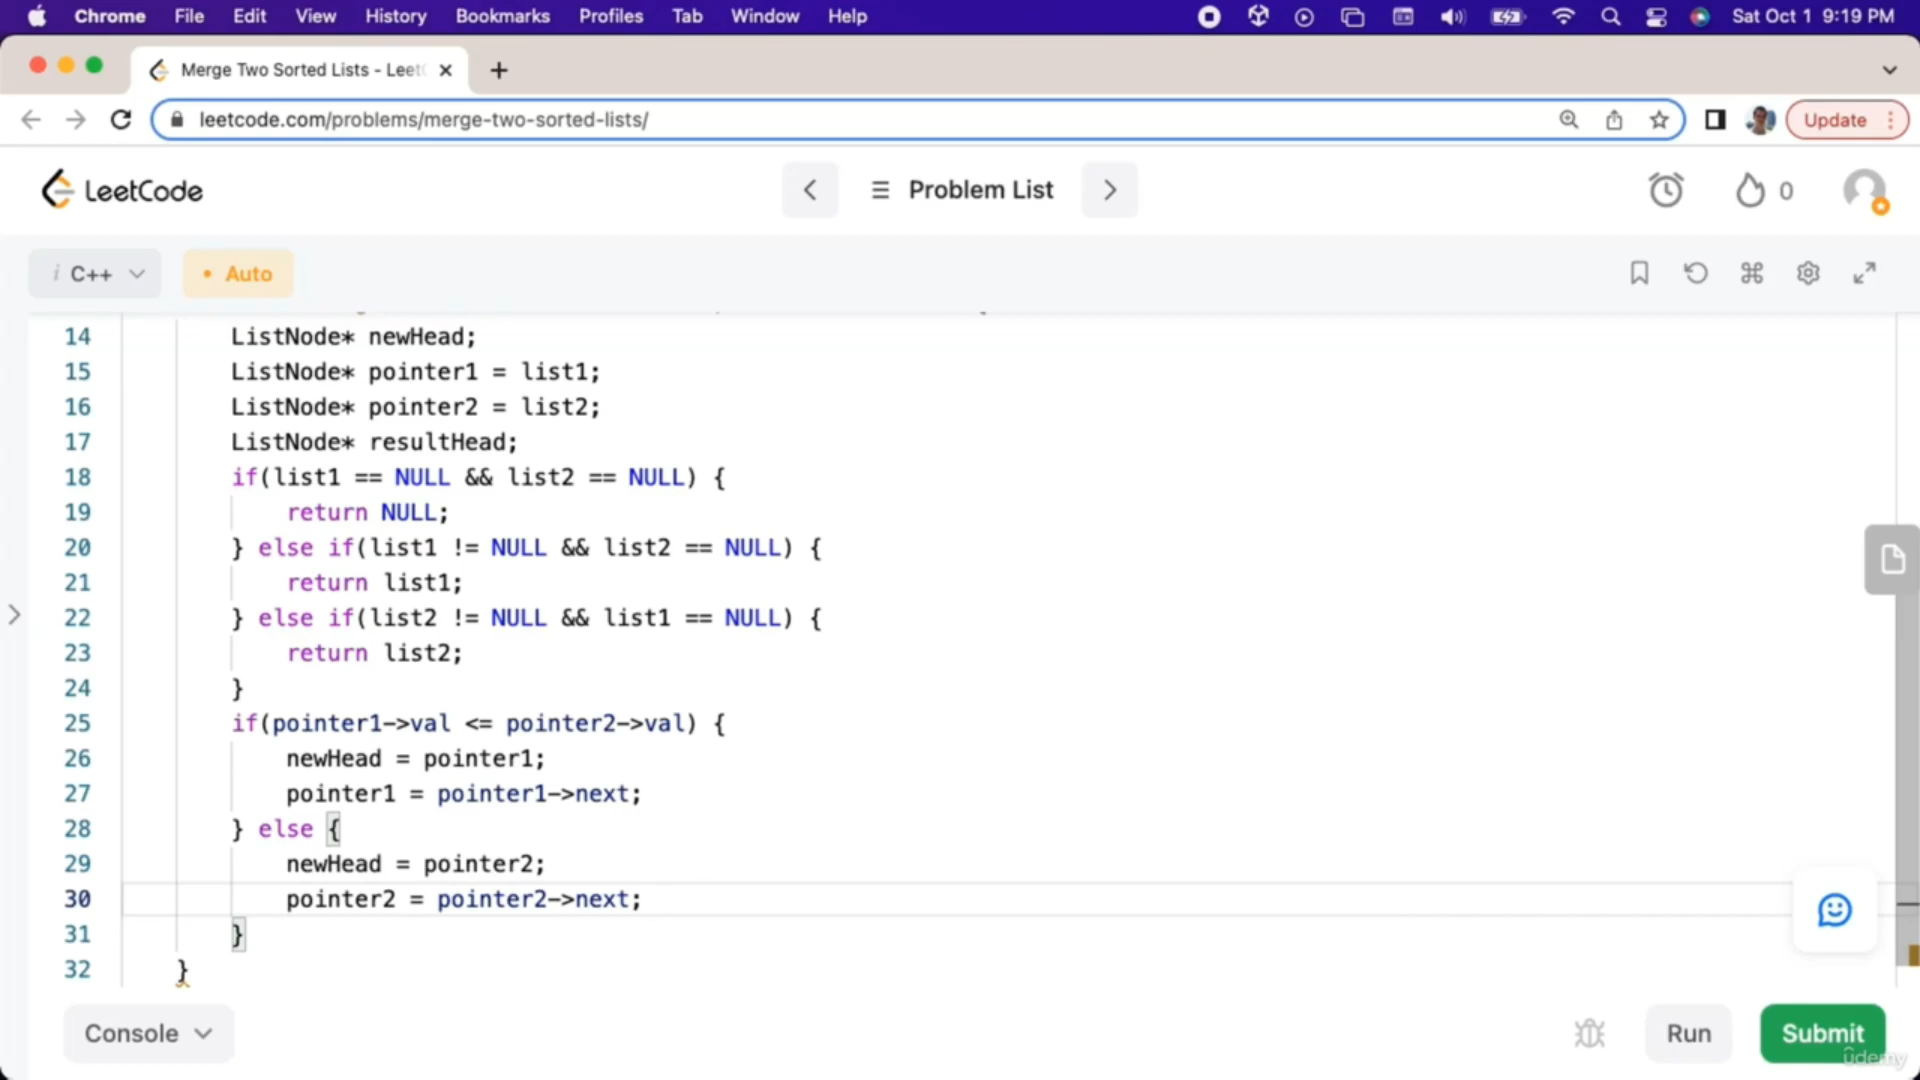 Chrome File Edit View History Bookmarks Profiles Tab Window Help Sat Oct 1 9:19 PM
Merge Two Sorted Lists - Leet
leetcode.com/problems/merge-two-sorted-lists/ Update
LeetCode Problem List 0
i C++ Auto
14 ListNode* newHead;
15 ListNode* pointer1 = list1;
16 ListNode* pointer2 = list2;
17 ListNode* resultHead;
18 if(list1 == NULL && list2 == NULL) {
19 return NULL;
20 } else if(list1 != NULL && list2 == NULL) {
21 return list1;
22 } else if(list2 != NULL && list1 == NULL) {
23 return list2;
24 }
25 if(pointer1->val <= pointer2->val) {
26 newHead = pointer1;
27 pointer1 = pointer1->next;
28 } else {
29 newHead = pointer2;
30 pointer2 = pointer2->next;
31 }
32 }
Console Run Submit
udemy